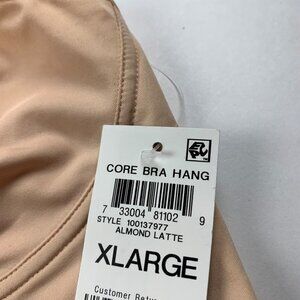 CORE BRA HANG
7 33004 81102 9
STYLE 100137977
ALMOND LATTE
XLARGE
Customer Retu